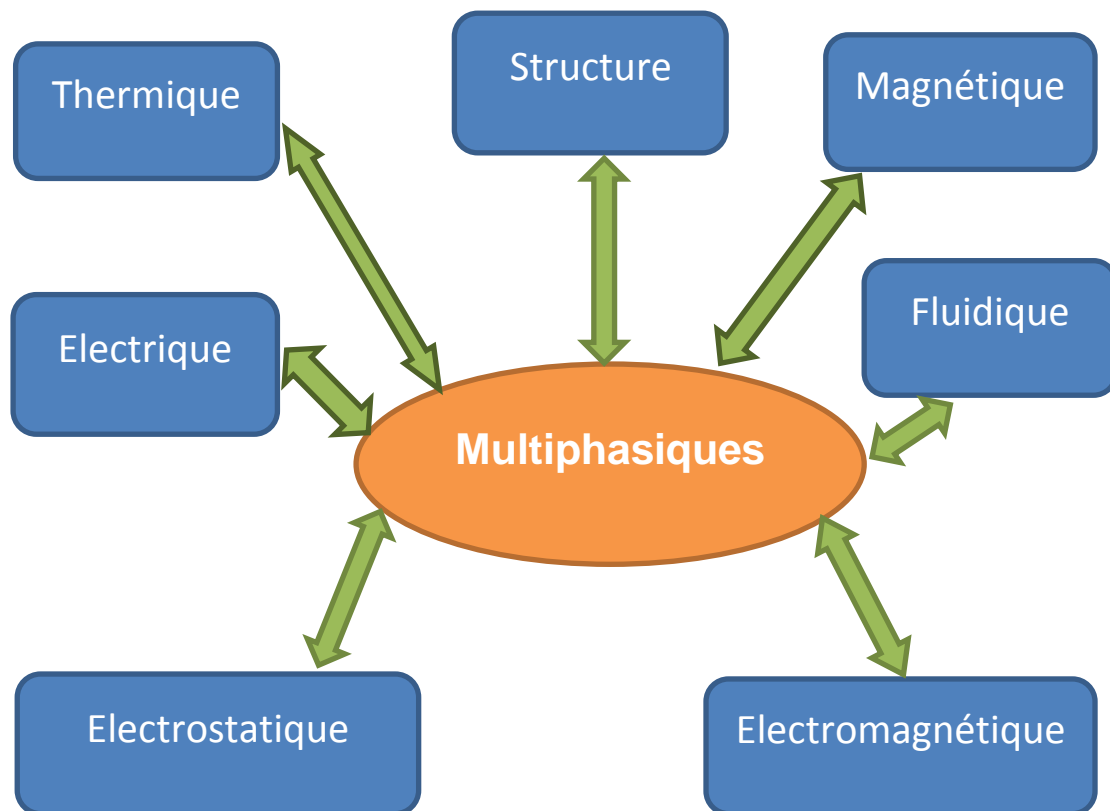 Structure
Magnétique
Thermique
Fluidique
Electrique
Multiphasiques
Electrostatique
Electromagnétique